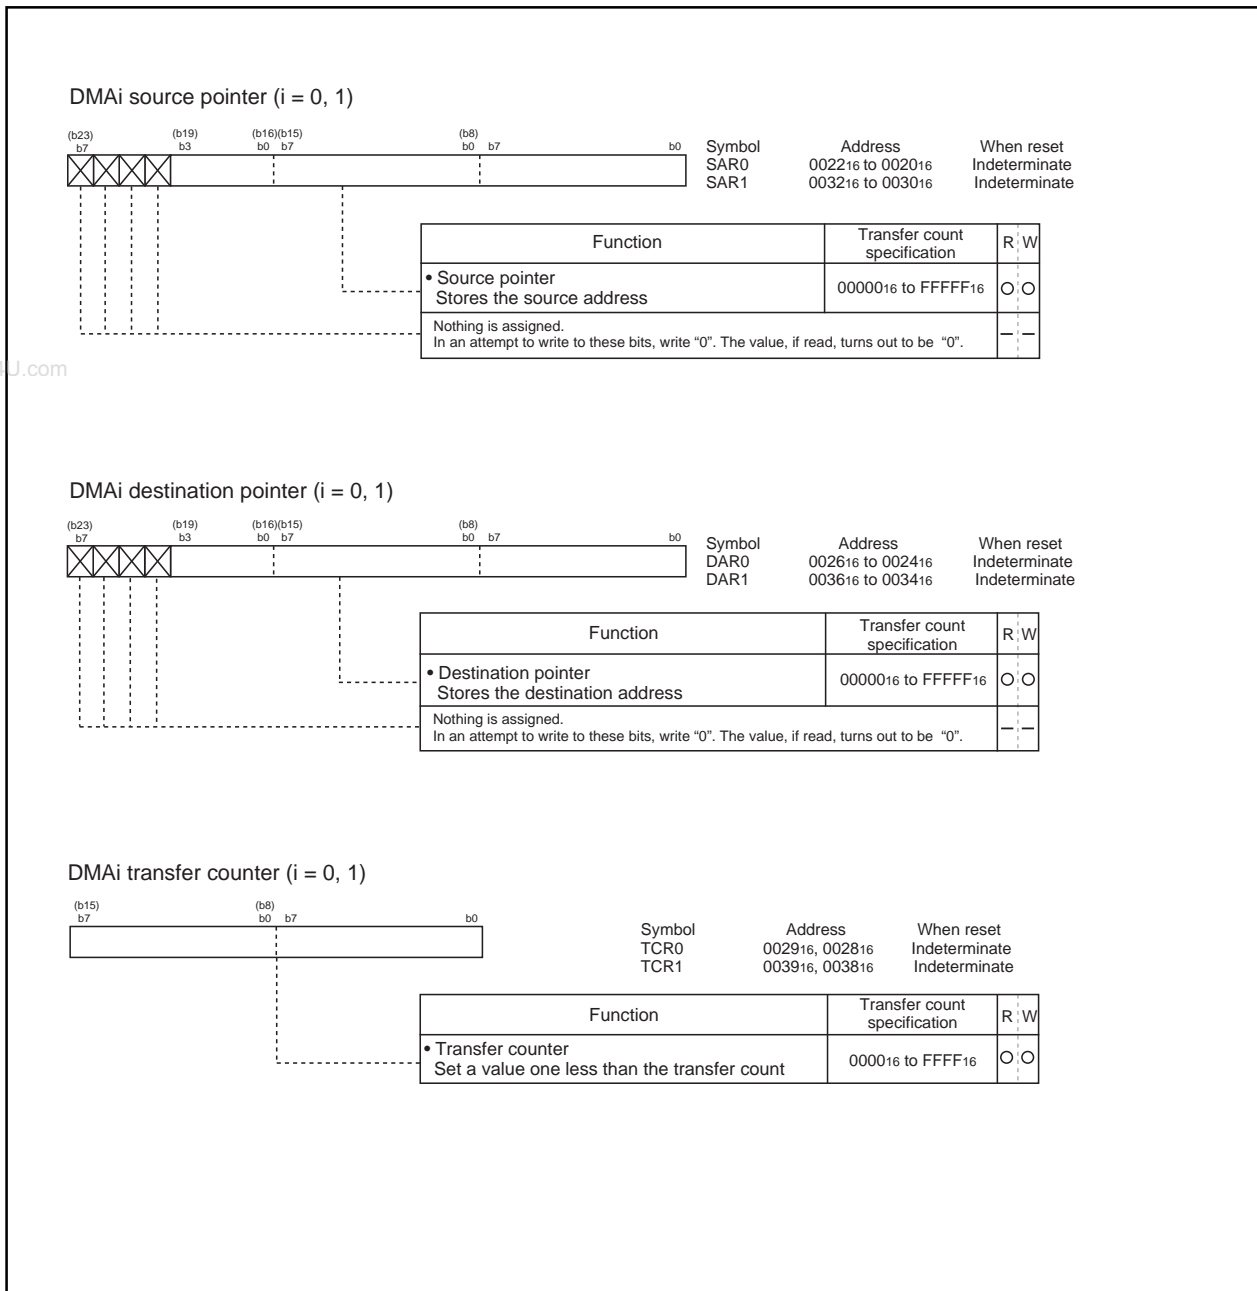 DMAi source pointer (i = 0, 1)
(b23) (b19) (b16)(b15) (b8)
b7 b3 b0 b7 b0 b7 b0
Symbol Address When reset
SAR0 002216 to 002016 Indeterminate
SAR1 003216 to 003016 Indeterminate
Function Transfer count specification R W
• Source pointer
Stores the source address 0000016 to FFFFF16
Nothing is assigned.
In an attempt to write to these bits, write “0”. The value, if read, turns out to be “0”.
4U.com
DMAi destination pointer (i = 0, 1)
(b23) (b19) (b16)(b15) (b8)
b7 b3 b0 b7 b0 b7 b0
Symbol Address When reset
DAR0 002616 to 002416 Indeterminate
DAR1 003616 to 003416 Indeterminate
Function Transfer count specification R W
• Destination pointer
Stores the destination address 0000016 to FFFFF16
Nothing is assigned.
In an attempt to write to these bits, write “0”. The value, if read, turns out to be “0”.
DMAi transfer counter (i = 0, 1)
(b15) (b8)
b7 b0 b7 b0
Symbol Address When reset
TCR0 002916, 002816 Indeterminate
TCR1 003916, 003816 Indeterminate
Function Transfer count specification R W
• Transfer counter
Set a value one less than the transfer count 000016 to FFFF16